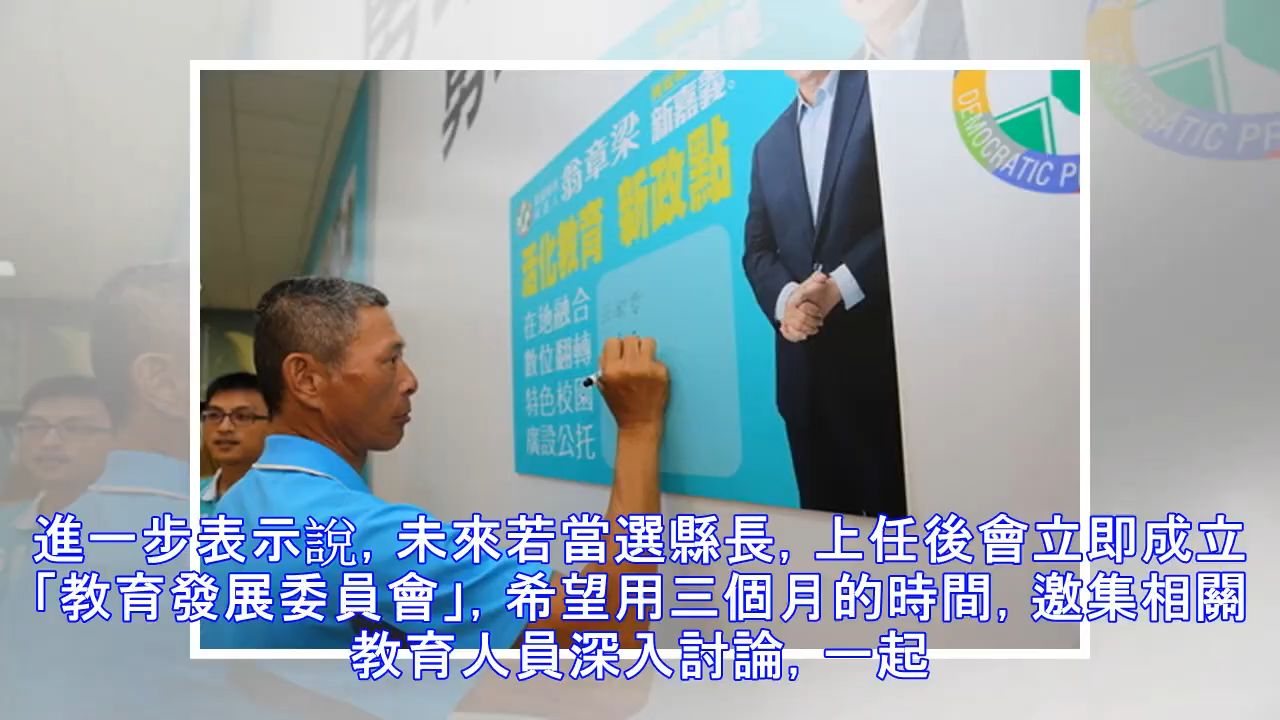 新嘉義。
翁章梁
活化教育 新政點
在地融合
數位翻轉
特色校園
廣設公托
DEMOCRATIC P
進一步表示說, 未來若當選縣長, 上任後會立即成立
「教育發展委員會」, 希望用三個月的時間, 邀集相關
教育人員深入討論, 一起